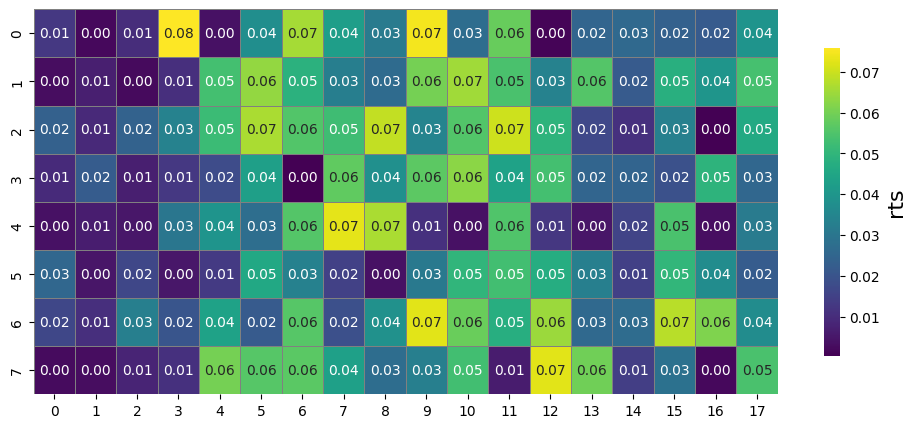 0 0.01 0.00 0.01 0.08 0.00 0.04 0.07 0.04 0.03 0.07 0.03 0.06 0.00 0.02 0.03 0.02 0.02 0.04
1 0.00 0.01 0.00 0.01 0.05 0.06 0.05 0.03 0.03 0.06 0.07 0.05 0.03 0.06 0.02 0.05 0.04 0.05
2 0.02 0.01 0.02 0.03 0.05 0.07 0.06 0.05 0.07 0.03 0.06 0.07 0.05 0.02 0.01 0.03 0.00 0.05
3 0.01 0.02 0.01 0.01 0.02 0.04 0.00 0.06 0.04 0.06 0.06 0.04 0.05 0.02 0.02 0.02 0.05 0.03
4 0.00 0.01 0.00 0.03 0.04 0.03 0.06 0.07 0.07 0.01 0.00 0.06 0.01 0.00 0.02 0.05 0.00 0.03
5 0.03 0.00 0.02 0.00 0.01 0.05 0.03 0.02 0.00 0.03 0.05 0.05 0.05 0.03 0.01 0.05 0.04 0.02
6 0.02 0.01 0.03 0.02 0.04 0.02 0.06 0.02 0.04 0.07 0.06 0.05 0.06 0.03 0.03 0.07 0.06 0.04
7 0.00 0.00 0.01 0.01 0.06 0.06 0.06 0.04 0.03 0.03 0.05 0.01 0.07 0.06 0.01 0.03 0.00 0.05
0 1 2 3 4 5 6 7 8 9 10 11 12 13 14 15 16 17
0.07
0.06
0.05
0.04
0.03
0.02
0.01
rts